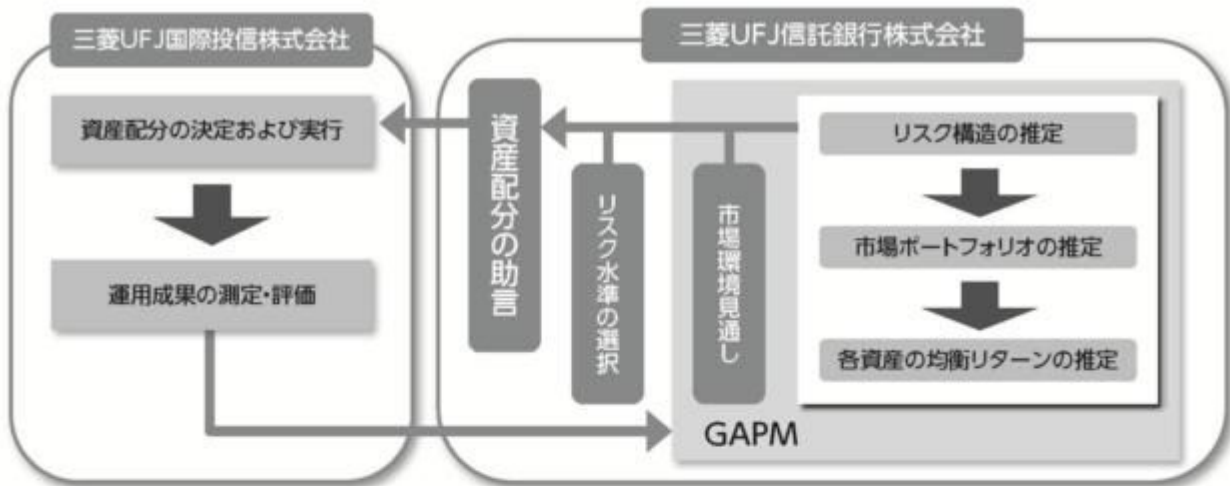 三菱UFJ国際投信株式会社
資産配分の決定および実行
運用成果の測定・評価
三菱UFJ信託銀行株式会社
資産配分の助言
リスク水準の選択
市場環境見通し
リスク構造の推定
市場ポートフォリオの推定
各資産の均衡リターンの推定
GAPM